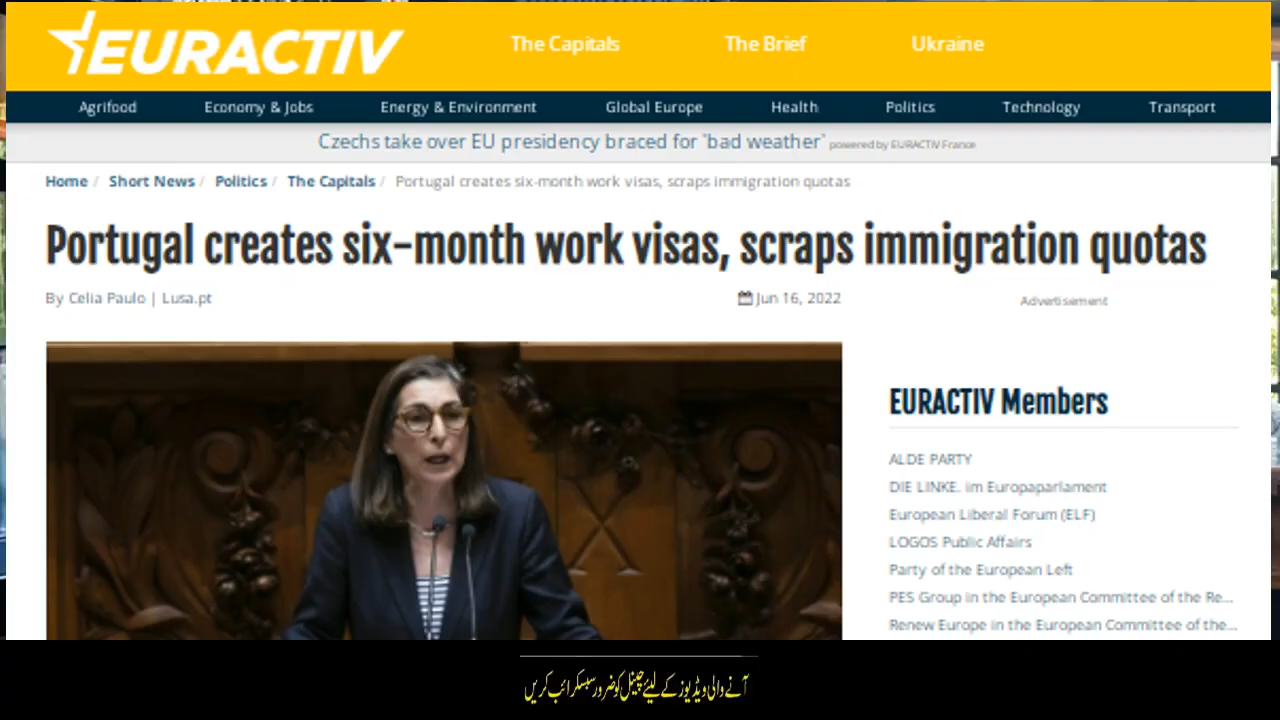 EURACTIV
The Capitals The Brief Ukraine
Agrifood Economy & Jobs Energy & Environment Global Europe Health Politics Technology Transport
Czechs take over EU presidency braced for 'bad weather' powered by EURACTIV France
Home / Short News / Politics / The Capitals / Portugal creates six-month work visas, scraps immigration quotas
Portugal creates six-month work visas, scraps immigration quotas
By Celia Paulo | Lusa.pt Jun 16, 2022 Advertisement
EURACTIV Members
ALDE PARTY
DIE LINKE. im Europaparlament
European Liberal Forum (ELF)
LOGOS Public Affairs
Party of the European Left
PES Group in the European Committee of the Re...
Renew Europe in the European Committee of the...
آنے والی ویڈیوز کے لیئے چینل کو ضرور سبسکرائب کریں